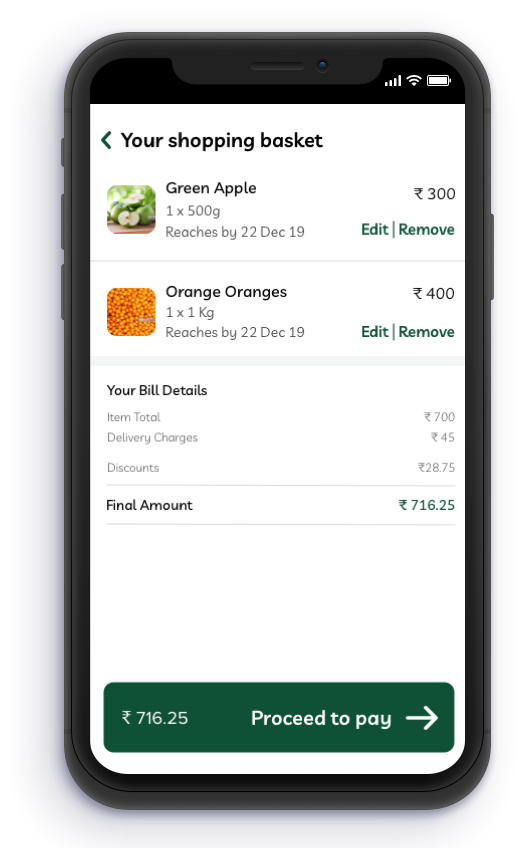 Your shopping basket
Green Apple
₹ 300
1 x 500g
Reaches by 22 Dec 19
Edit | Remove
Orange Oranges
₹ 400
1 x 1 Kg
Reaches by 22 Dec 19
Edit | Remove
Your Bill Details
Item Total ₹ 700
Delivery Charges ₹ 45
Discounts ₹28.75
Final Amount ₹ 716.25
₹ 716.25 Proceed to pay